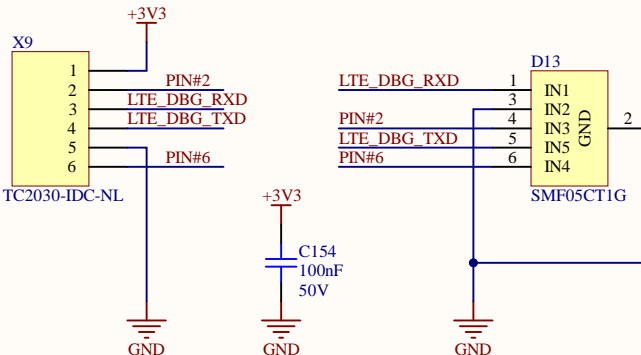 +3V3
X9
1
2 PIN#2
3 LTE_DBG_RXD
4 LTE_DBG_TXD
5
6 PIN#6
TC2030-IDC-NL
GND
+3V3
C154
100nF
50V
GND
D13
LTE_DBG_RXD 1 IN1
3 IN2
PIN#2 4 IN3
LTE_DBG_TXD 5 IN5
PIN#6 6 IN4
GND
2
SMF05CT1G
GND